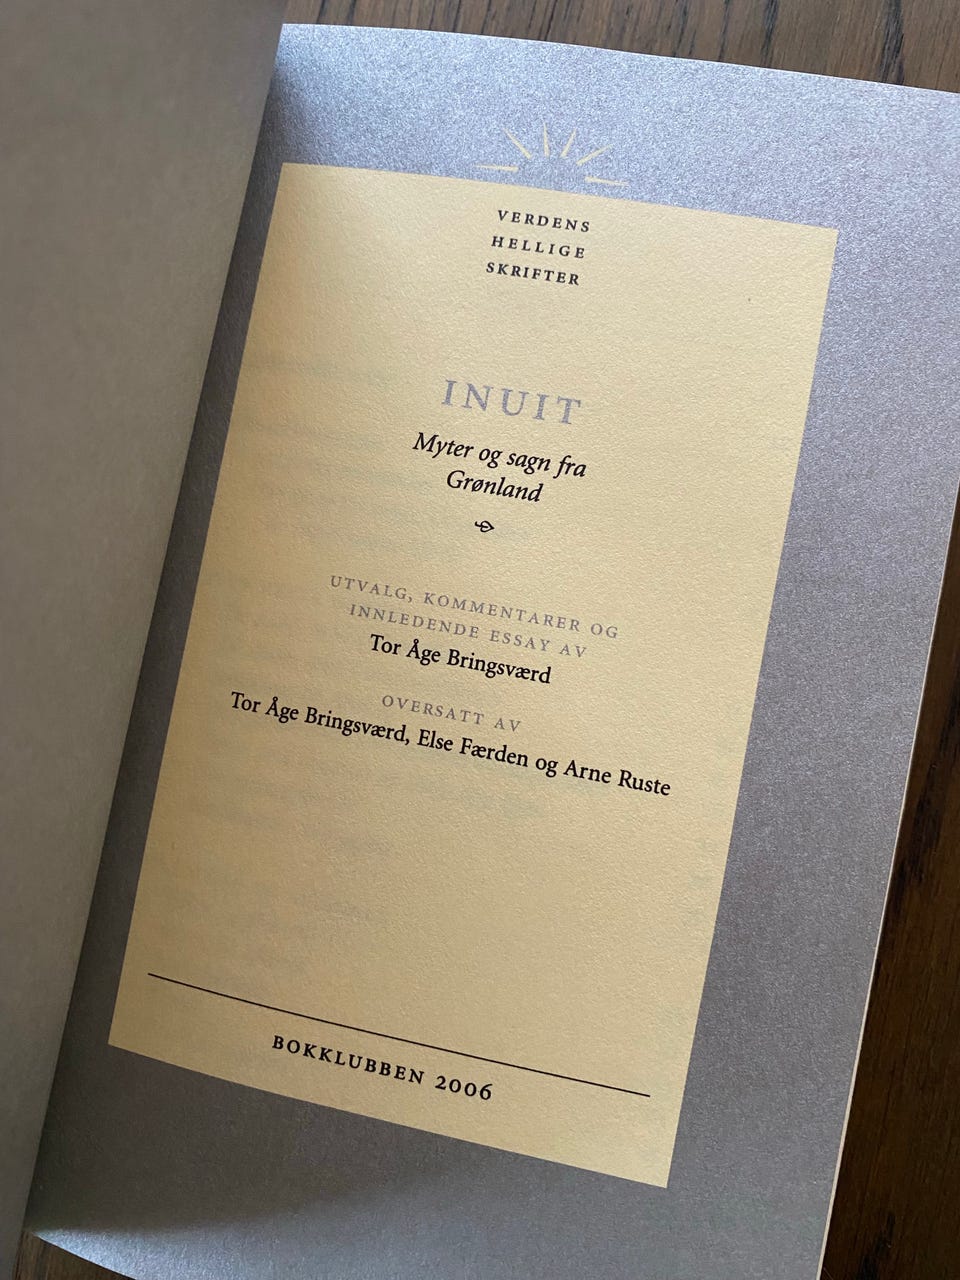 VERDENS
HELLIGE
SKRIFTER
INUIT
Myter og sagn fra
Grønland
UTVALG, KOMMENTARER OG
INNLEDENDE ESSAY AV
Tor Åge Bringsværd
OVERSATT AV
Tor Åge Bringsværd, Else Færden og Arne Ruste
BOKKLUBBEN 2006